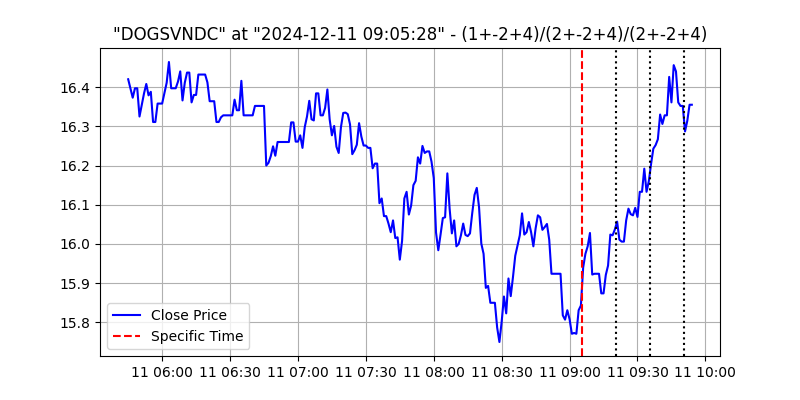 "DOGSVNDC" at "2024-12-11 09:05:28" - (1+-2+4)/(2+-2+4)/(2+-2+4)
16.4
16.3
16.2
16.1
16.0
15.9
15.8
Close Price
Specific Time
11 06:00 11 06:30 11 07:00 11 07:30 11 08:00 11 08:30 11 09:00 11 09:30 11 10:00